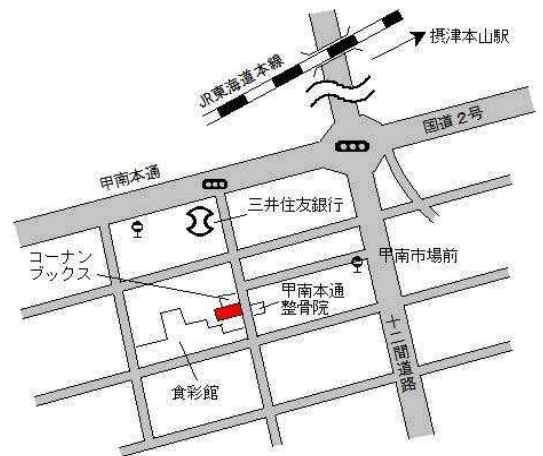 摂津本山駅
JR東海道本線
国道2号
甲南本通
三井住友銀行
コーナン
ブックス
甲南市場前
甲南本通
整骨院
十二間道路
食彩館